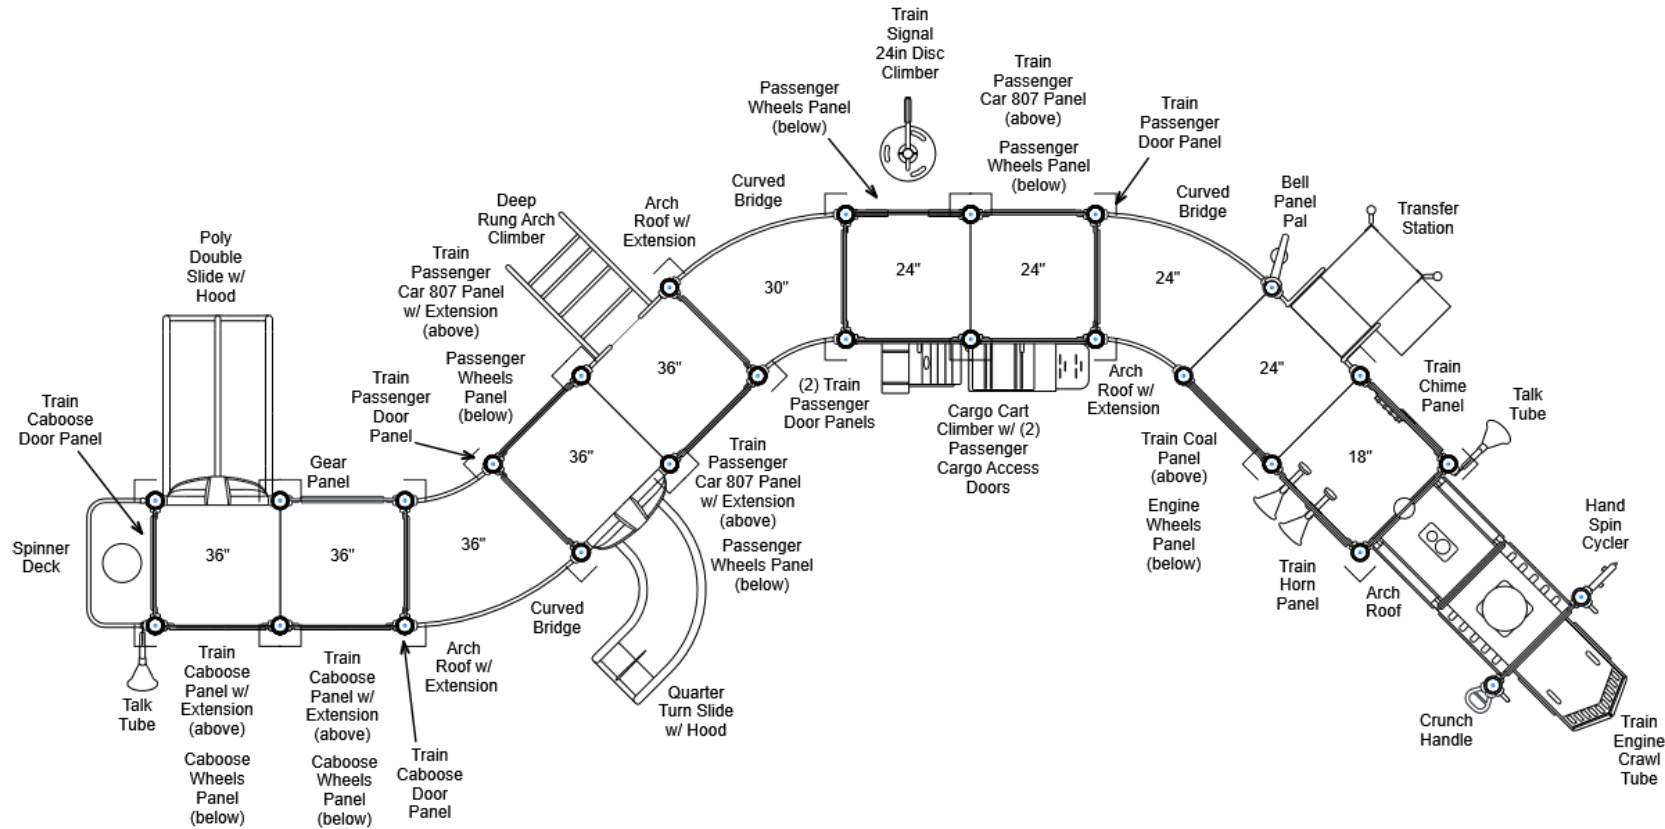 Train
Signal
24in Disc
Climber
Passenger
Wheels Panel
(below)
Train
Passenger
Car 807 Panel
(above)
Passenger
Wheels Panel
(below)
Train
Passenger
Door Panel
Curved
Bridge
Curved
Bridge
Bell
Panel
Pal
Transfer
Station
Deep
Rung Arch
Climber
Arch
Roof w/
Extension
Poly
Double
Slide w/
Hood
Train
Passenger
Car 807 Panel
w/ Extension
(above)
Passenger
Wheels
Panel
(below)
Train
Passenger
Door
Panel
Train
Caboose
Door Panel
Gear
Panel
Spinner
Deck
36"
36"
36"
36"
36"
30"
24"
24"
24"
24"
18"
(2) Train
Passenger
Door Panels
Cargo Cart
Climber w/ (2)
Passenger
Cargo Access
Doors
Arch
Roof w/
Extension
Train
Chime
Panel
Talk
Tube
Train Coal
Panel
(above)
Engine
Wheels
Panel
(below)
Train
Passenger
Car 807 Panel
w/ Extension
(above)
Passenger
Wheels Panel
(below)
Train
Horn
Panel
Arch
Roof
Hand
Spin
Cycler
Crunch
Handle
Train
Engine
Crawl
Tube
Curved
Bridge
Quarter
Turn Slide
w/ Hood
Arch
Roof w/
Extension
Talk
Tube
Train
Caboose
Panel w/
Extension
(above)
Caboose
Wheels
Panel
(below)
Train
Caboose
Panel w/
Extension
(above)
Caboose
Wheels
Panel
(below)
Train
Caboose
Door
Panel